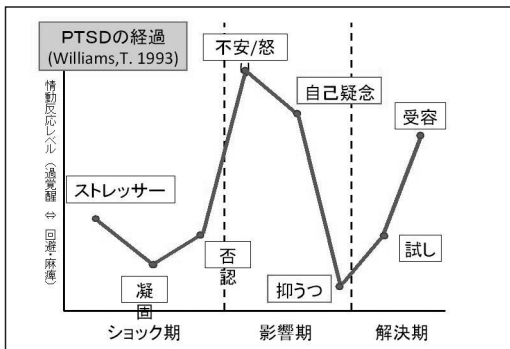 PTSDの経過
(Williams,T. 1993)
情動反応レベル（過覚醒 ⇔ 回避・麻痺）
不安/怒
自己疑念
受容
ストレッサー
凝固
否認
抑うつ
試し
ショック期
影響期
解決期